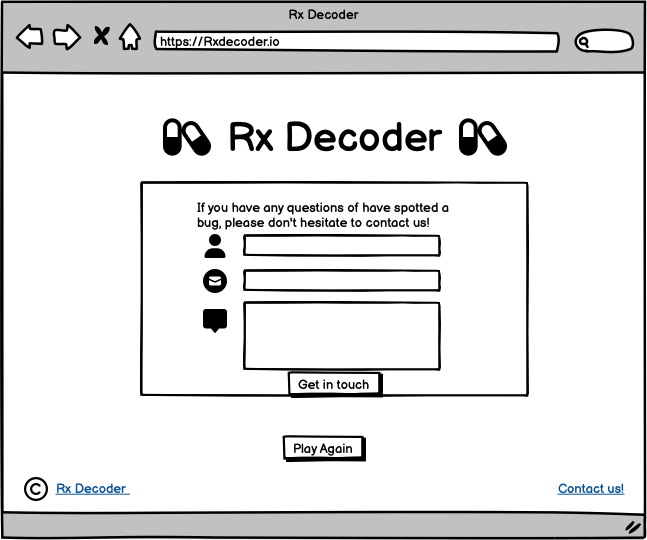 Rx Decoder
https://Rxdecoder.io
Rx Decoder
If you have any questions of have spotted a
bug, please don't hesitate to contact us!
Get in touch
Play Again
© Rx Decoder
Contact us!